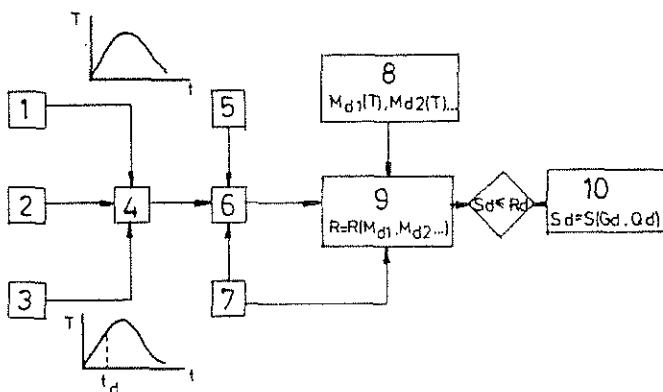 T
t
1
5
8
Md1(T),Md2(T)...
2
4
6
9
R=R(Md1,Md2...)
Sd≤Rd
10
Sd=S(Gd,Qd)
3
7
T
td
t